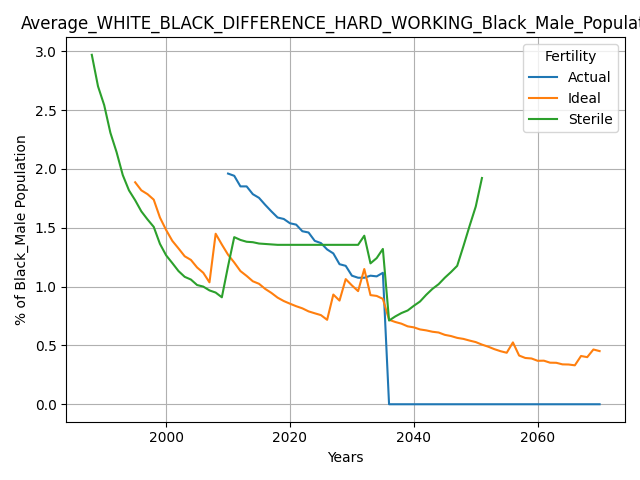 Average_WHITE_BLACK_DIFFERENCE_HARD_WORKING_Black_Male_Populat
Fertility
Actual
Ideal
Sterile
% of Black_Male Population
3.0
2.5
2.0
1.5
1.0
0.5
0.0
2000
2020
2040
2060
Years